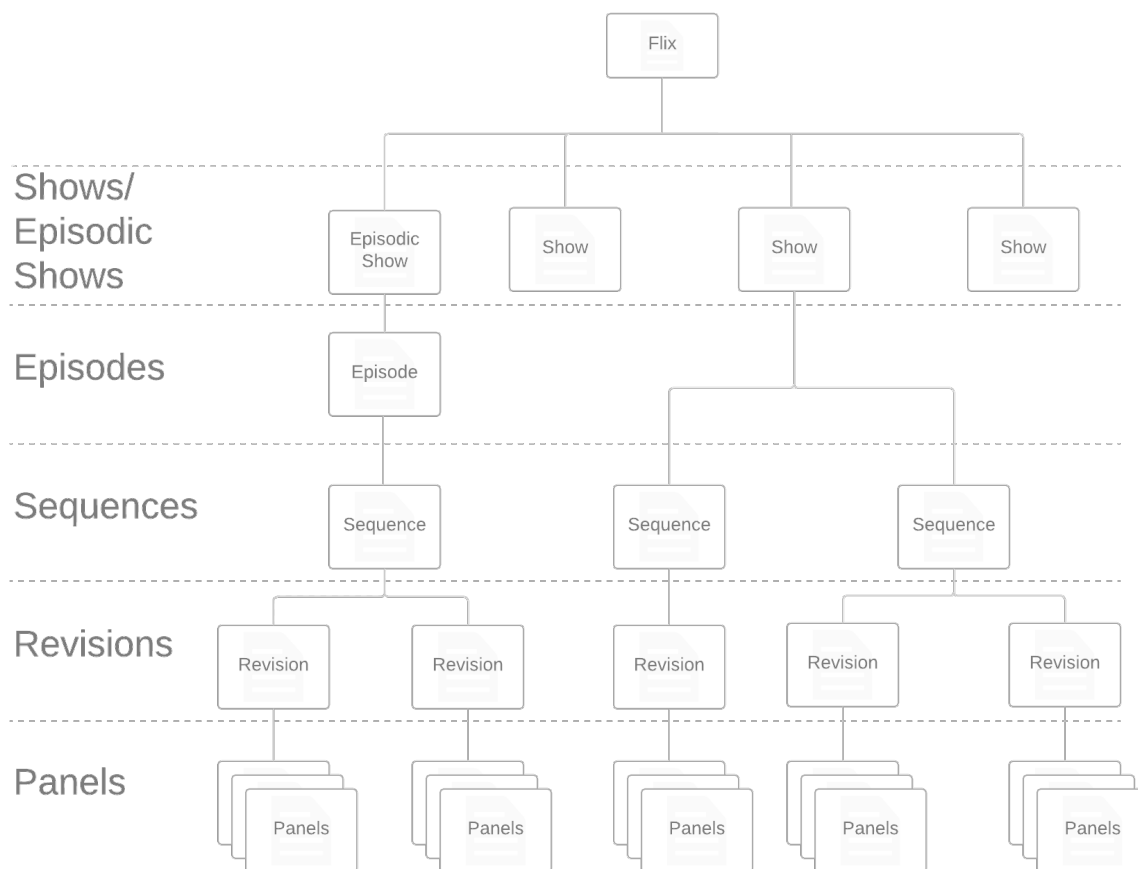 Flix
Shows/
Episodic
Shows
Episodic
Show
Show
Show
Show
Episodes
Episode
Sequences
Sequence
Sequence
Sequence
Revisions
Revision
Revision
Revision
Revision
Revision
Panels
Panels
Panels
Panels
Panels
Panels